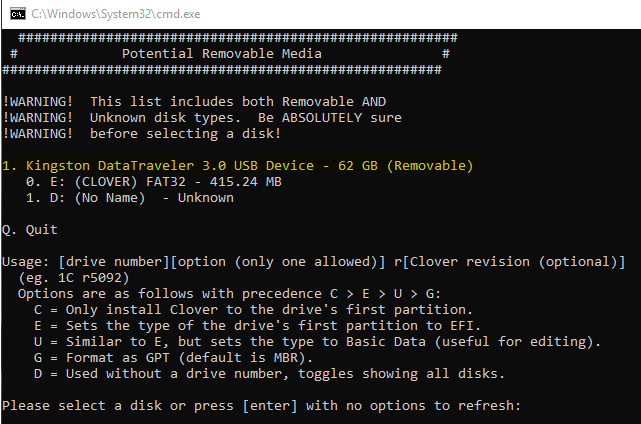 C:\Windows\System32\cmd.exe
#######################################################
# Potential Removable Media #
#######################################################
!WARNING! This list includes both Removable AND
!WARNING! Unknown disk types. Be ABSOLUTELY sure
!WARNING! before selecting a disk!
1. Kingston DataTraveler 3.0 USB Device - 62 GB (Removable)
0. E: (CLOVER) FAT32 - 415.24 MB
1. D: (No Name) - Unknown
Q. Quit
Usage: [drive number][option (only one allowed)] r[Clover revision (optional)]
(eg. 1C r5092)
Options are as follows with precedence C > E > U > G:
C = Only install Clover to the drive's first partition.
E = Sets the type of the drive's first partition to EFI.
U = Similar to E, but sets the type to Basic Data (useful for editing).
G = Format as GPT (default is MBR).
D = Used without a drive number, toggles showing all disks.
Please select a disk or press [enter] with no options to refresh: